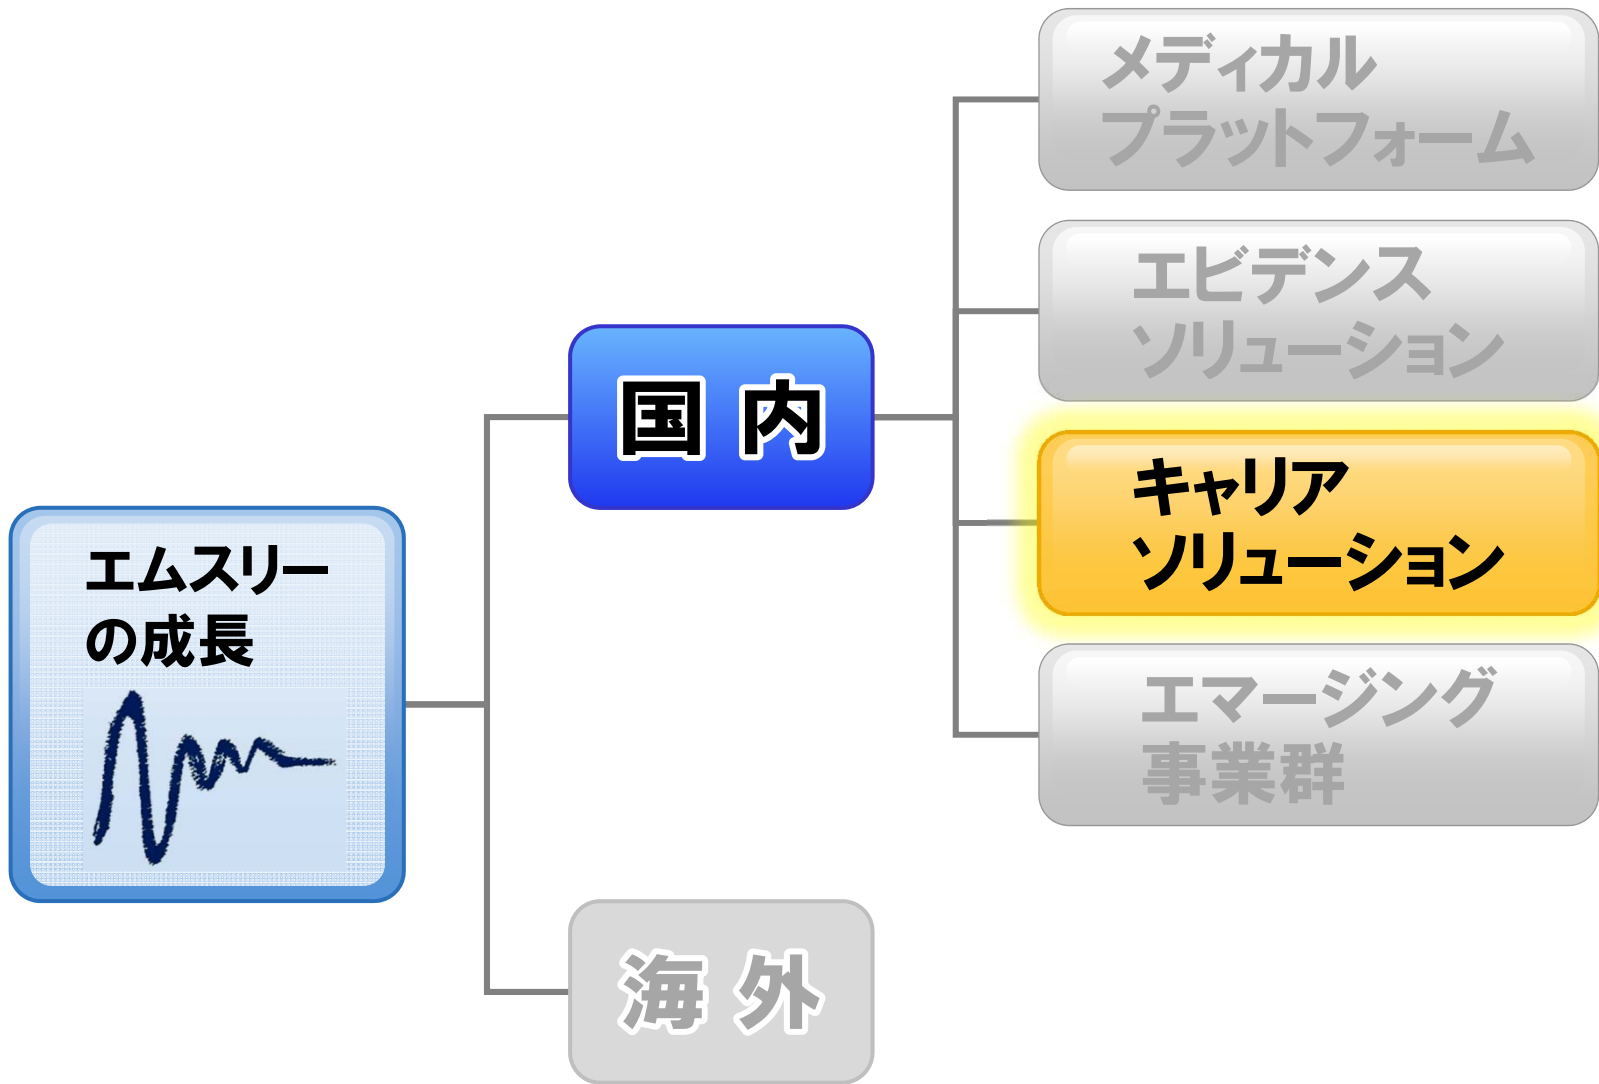 エムスリー
の成長
国内
海外
メディカル
プラットフォーム
エビデンス
ソリューション
キャリア
ソリューション
エマージング
事業群